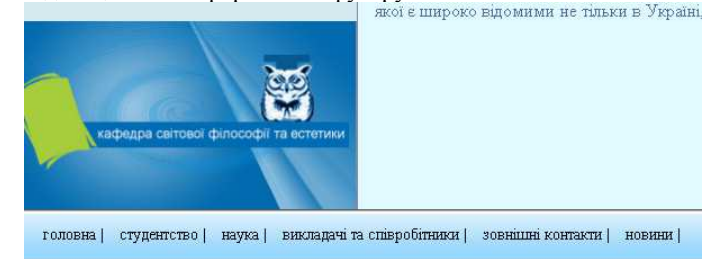 якої є широко відомими не тільки в Україні,
кафедра світової філософії та естетики
головна | студентство | наука | викладачі та співробітники | зовнішні контакти | новини |